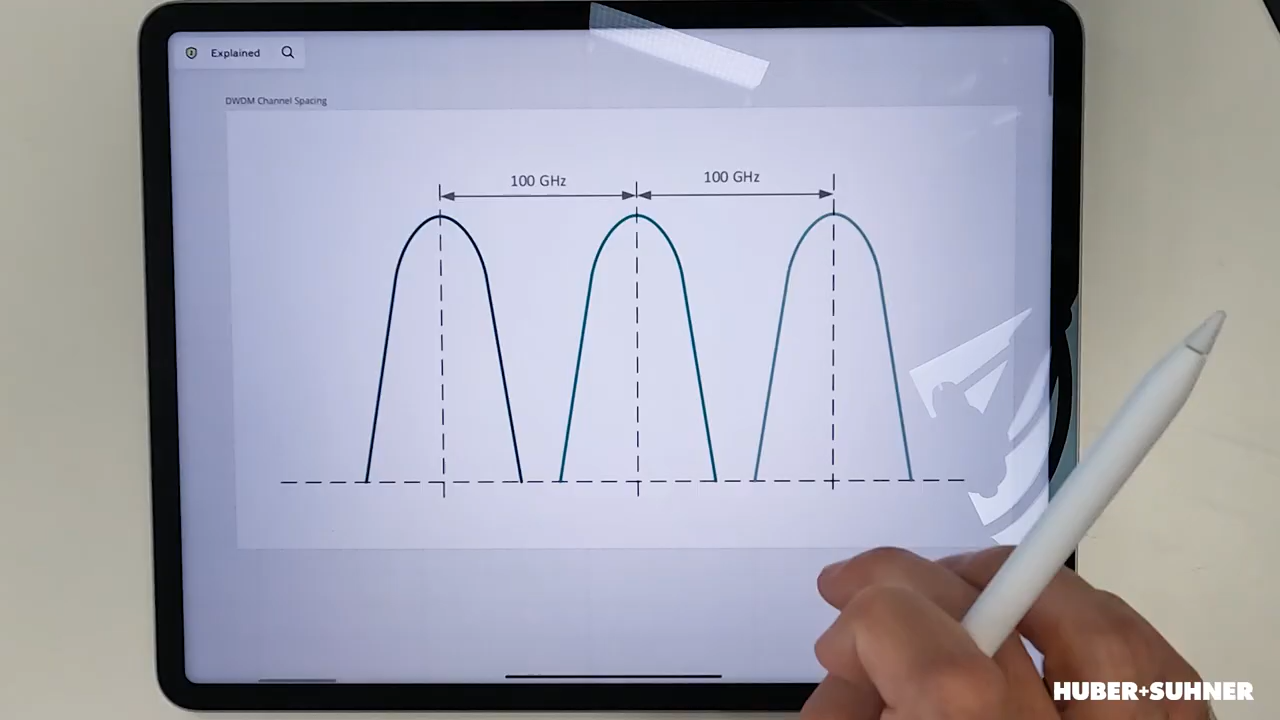 Explained
DWDM Channel Spacing
100 GHz
100 GHz
HUBER+SUHNER